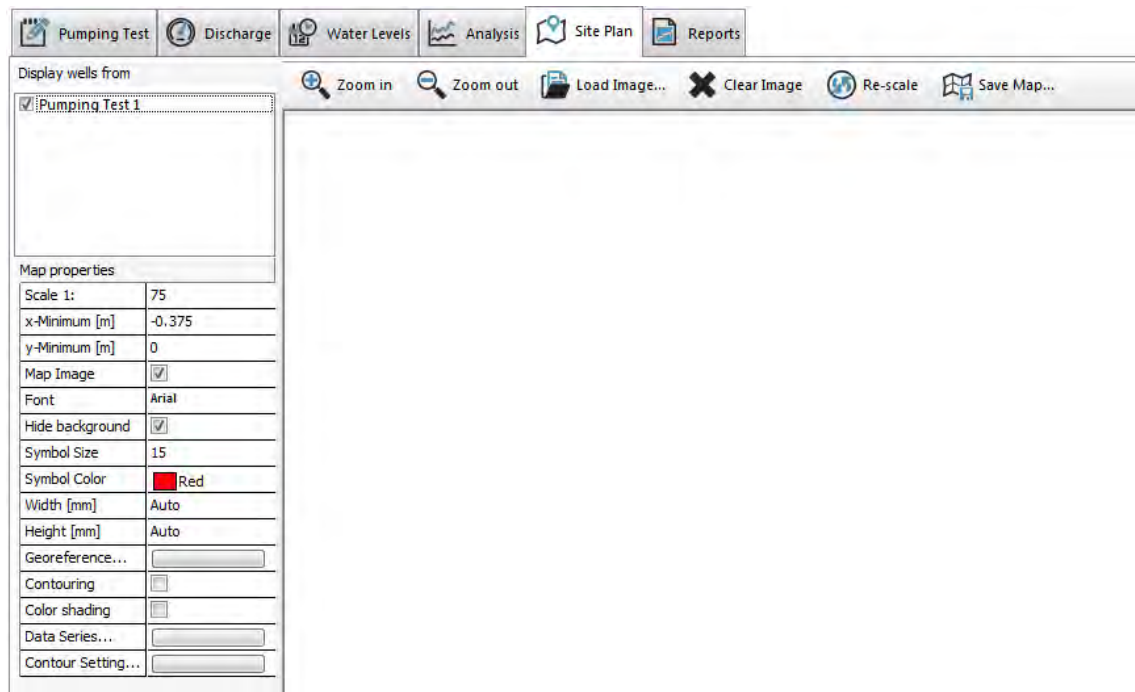 Pumping Test Discharge Water Levels Analysis Site Plan Reports
Display wells from
Pumping Test 1
Zoom in Zoom out Load Image... Clear Image Re-scale Save Map...
Map properties
Scale 1: 75
x-Minimum [m] -0.375
y-Minimum [m] 0
Map Image
Font Arial
Hide background
Symbol Size 15
Symbol Color Red
Width [mm] Auto
Height [mm] Auto
Georeference...
Contouring
Color shading
Data Series...
Contour Setting...